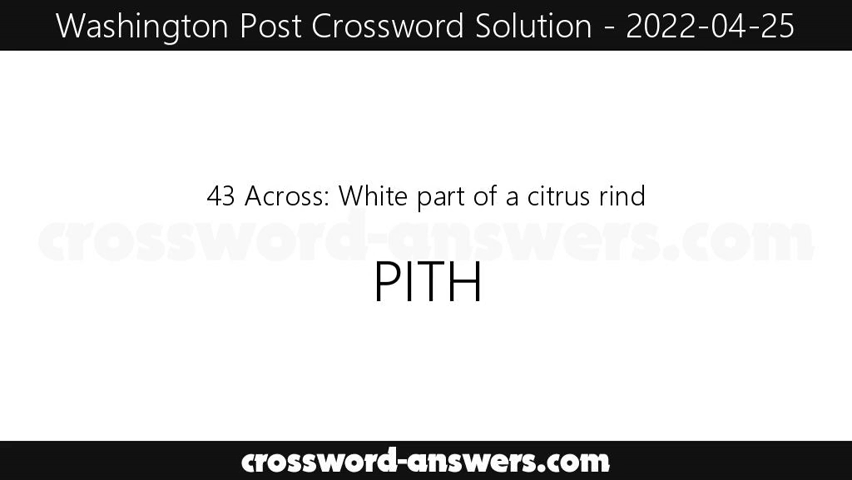 Washington Post Crossword Solution - 2022-04-25
43 Across: White part of a citrus rind
crossword-answers.com
PITH
crossword-answers.com